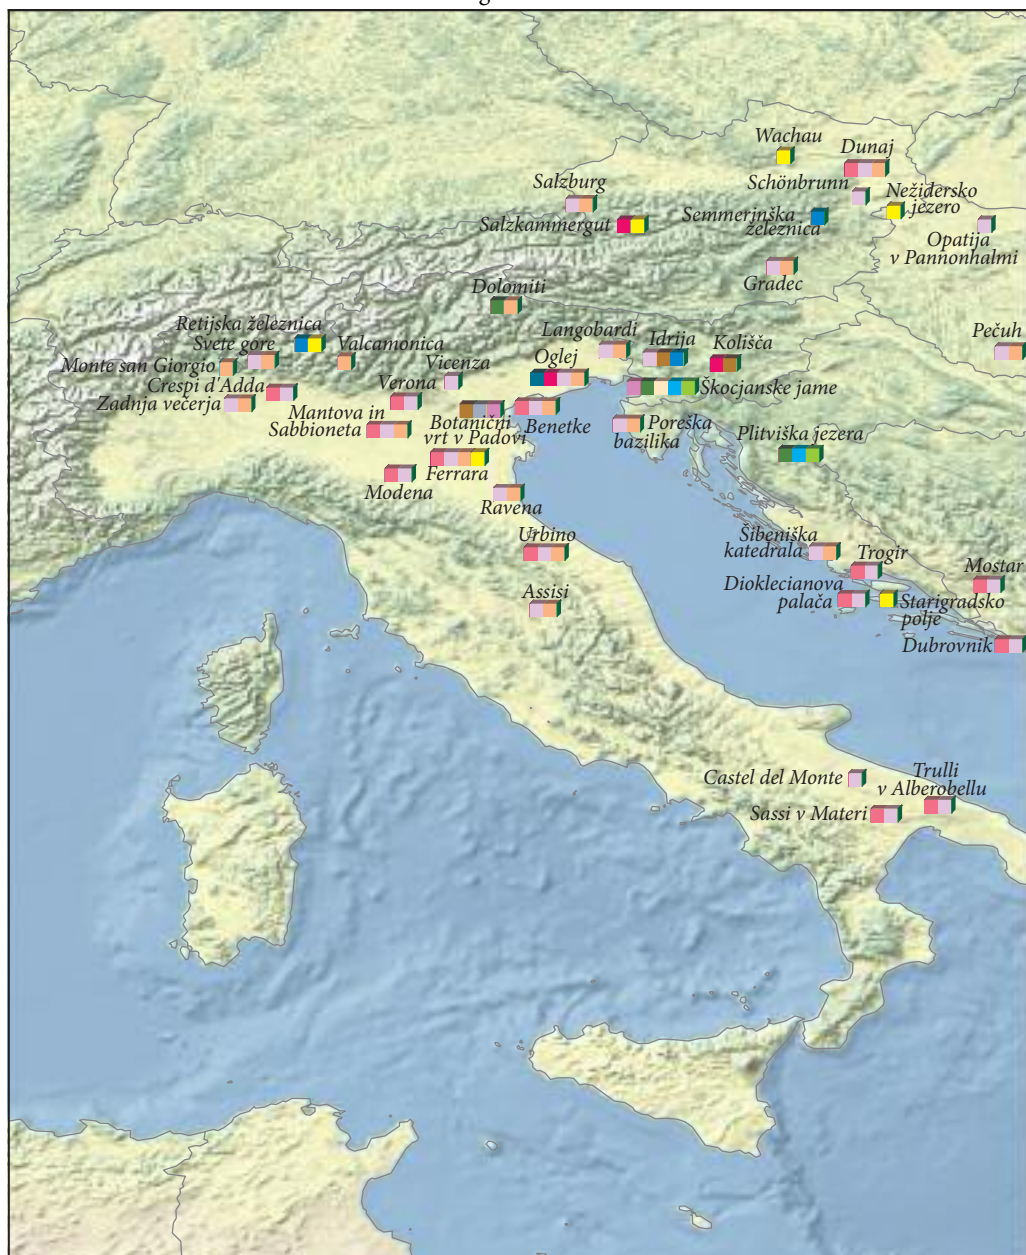 Wachau
Dunaj
Schönbrunn
Nežidersko
jezero
Salzburg
Salzkammergut
Semmerinška
železnica
Opatija
v Pannonhalmi
Gradec
Dolomiti
Retijska železnica
Svete gore
Valcamonica
Monte san Giorgio
Crespi d'Adda
Zadnja večerja
Langobardi
Idrija
Kolišča
Pečuh
Vicenza
Oglej
Verona
Škocjanske jame
Mantova in
Sabbioneta
Botanični
vrt v Padovi
Benetke
Poreška
bazilika
Plitviška jezera
Ferrara
Modena
Ravena
Urbino
Šibeniška
katedrala
Trogir
Mostar
Assisi
Dioklecianova
palača
Starigradsko
polje
Dubrovnik
Castel del Monte
Trulli
v Alberobellu
Sassi v Materi